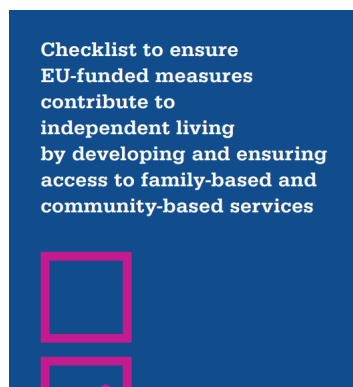 Checklist to ensure
EU-funded measures
contribute to
independent living
by developing and ensuring
access to family-based and
community-based services